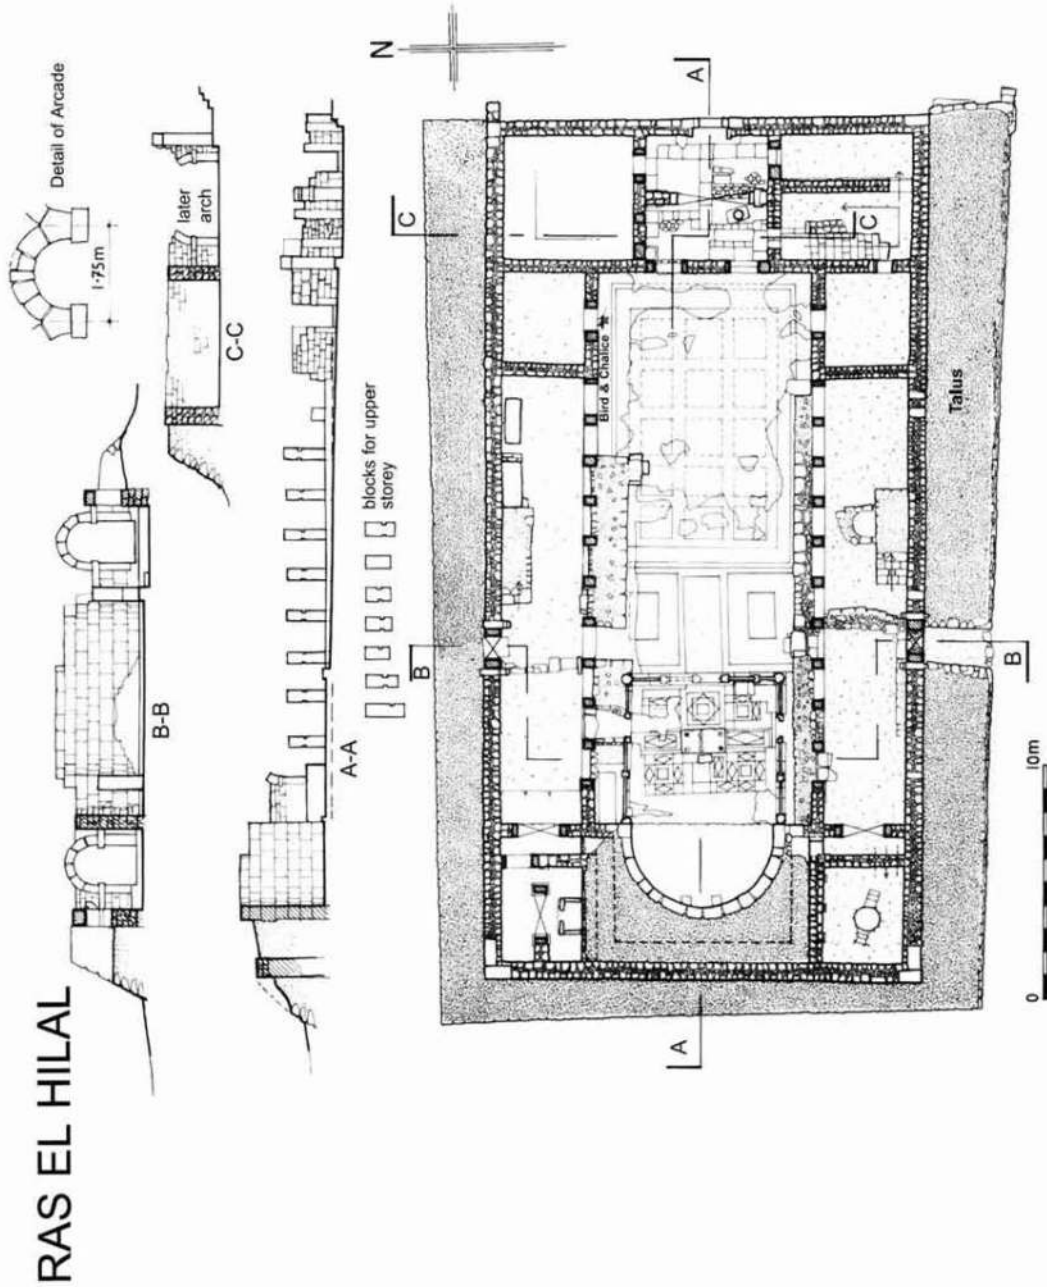 RAS EL HILAL
Detail of Arcade
1·75m
later
arch
C-C
B-B
A-A
blocks for upper
storey
N
A
C
C
B
B
A
Bird & Chalice
Talus
0
10m